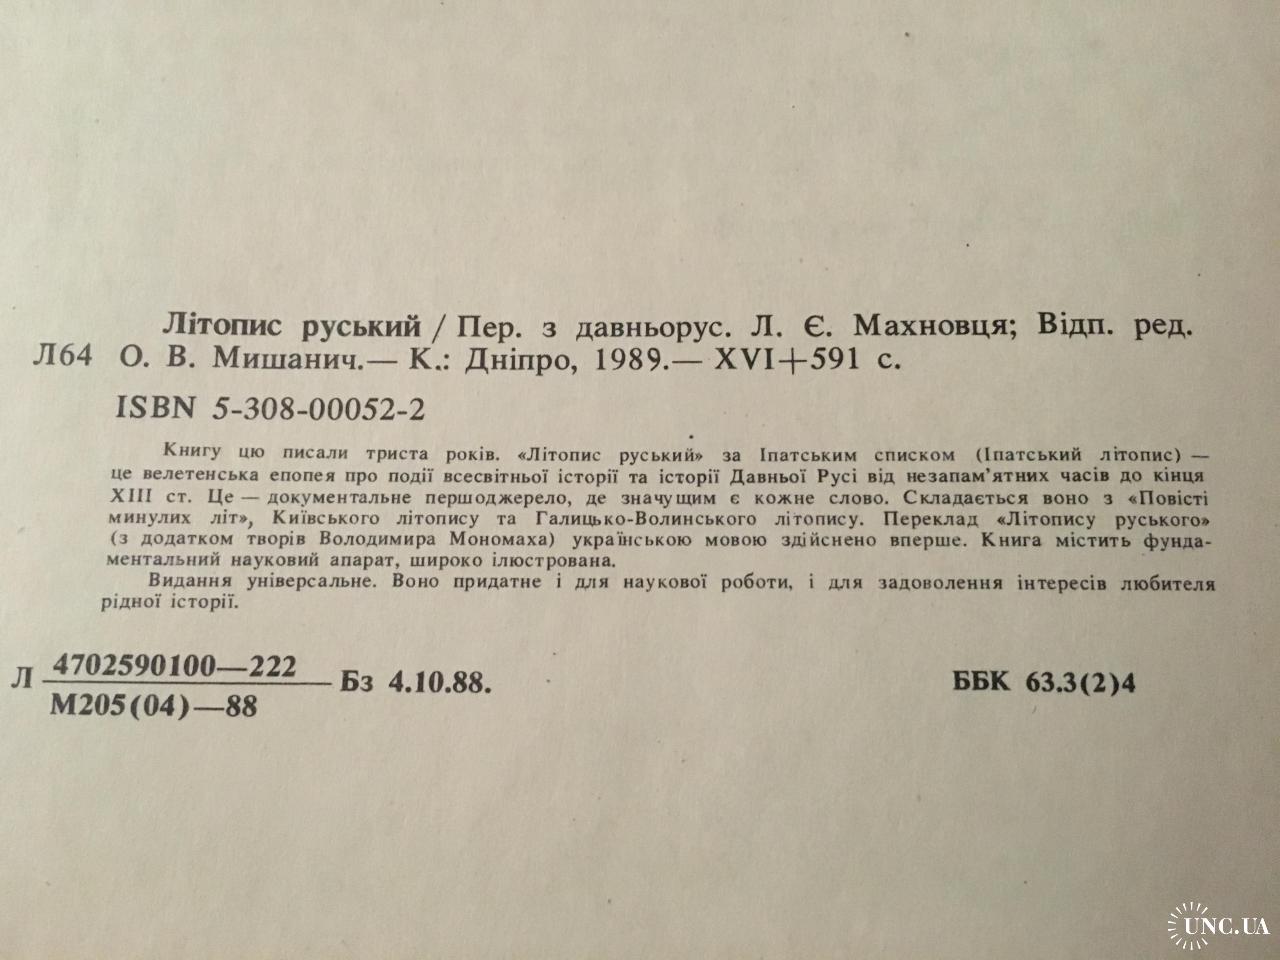 Літопис руський / Пер. з давньорус. Л. Є. Махновця; Відп. ред.
Л64 О. В. Мишанич.— К.: Дніпро, 1989.— XVI+591 с.
ISBN 5-308-00052-2
Книгу цю писали триста років. «Літопис руський» за Іпатським списком (Іпатський літопис) —
це велетенська епопея про події всесвітньої історії та історії Давньої Русі від незапам'ятних часів до кінця
XIII ст. Це — документальне першоджерело, де значущим є кожне слово. Складається воно з «Повісті
минулих літ», Київського літопису та Галицько-Волинського літопису. Переклад «Літопису руського»
(з додатком творів Володимира Мономаха) українською мовою здійснено вперше. Книга містить фунда-
ментальний науковий апарат, широко ілюстрована.
Видання універсальне. Воно придатне і для наукової роботи, і для задоволення інтересів любителя
рідної історії.
Л 4702590100—222
М205(04)—88
Бз 4.10.88.
ББК 63.3(2)4
UNC.UA